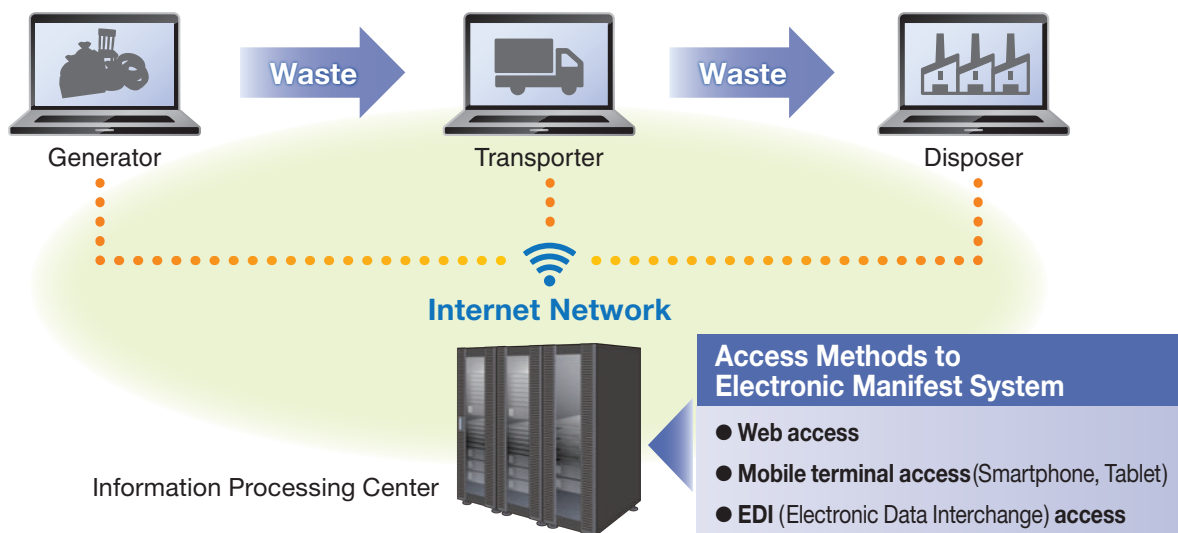 Waste
Waste
Generator
Transporter
Disposer
Internet Network
Information Processing Center
Access Methods to
Electronic Manifest System
● Web access
● Mobile terminal access (Smartphone, Tablet)
● EDI (Electronic Data Interchange) access